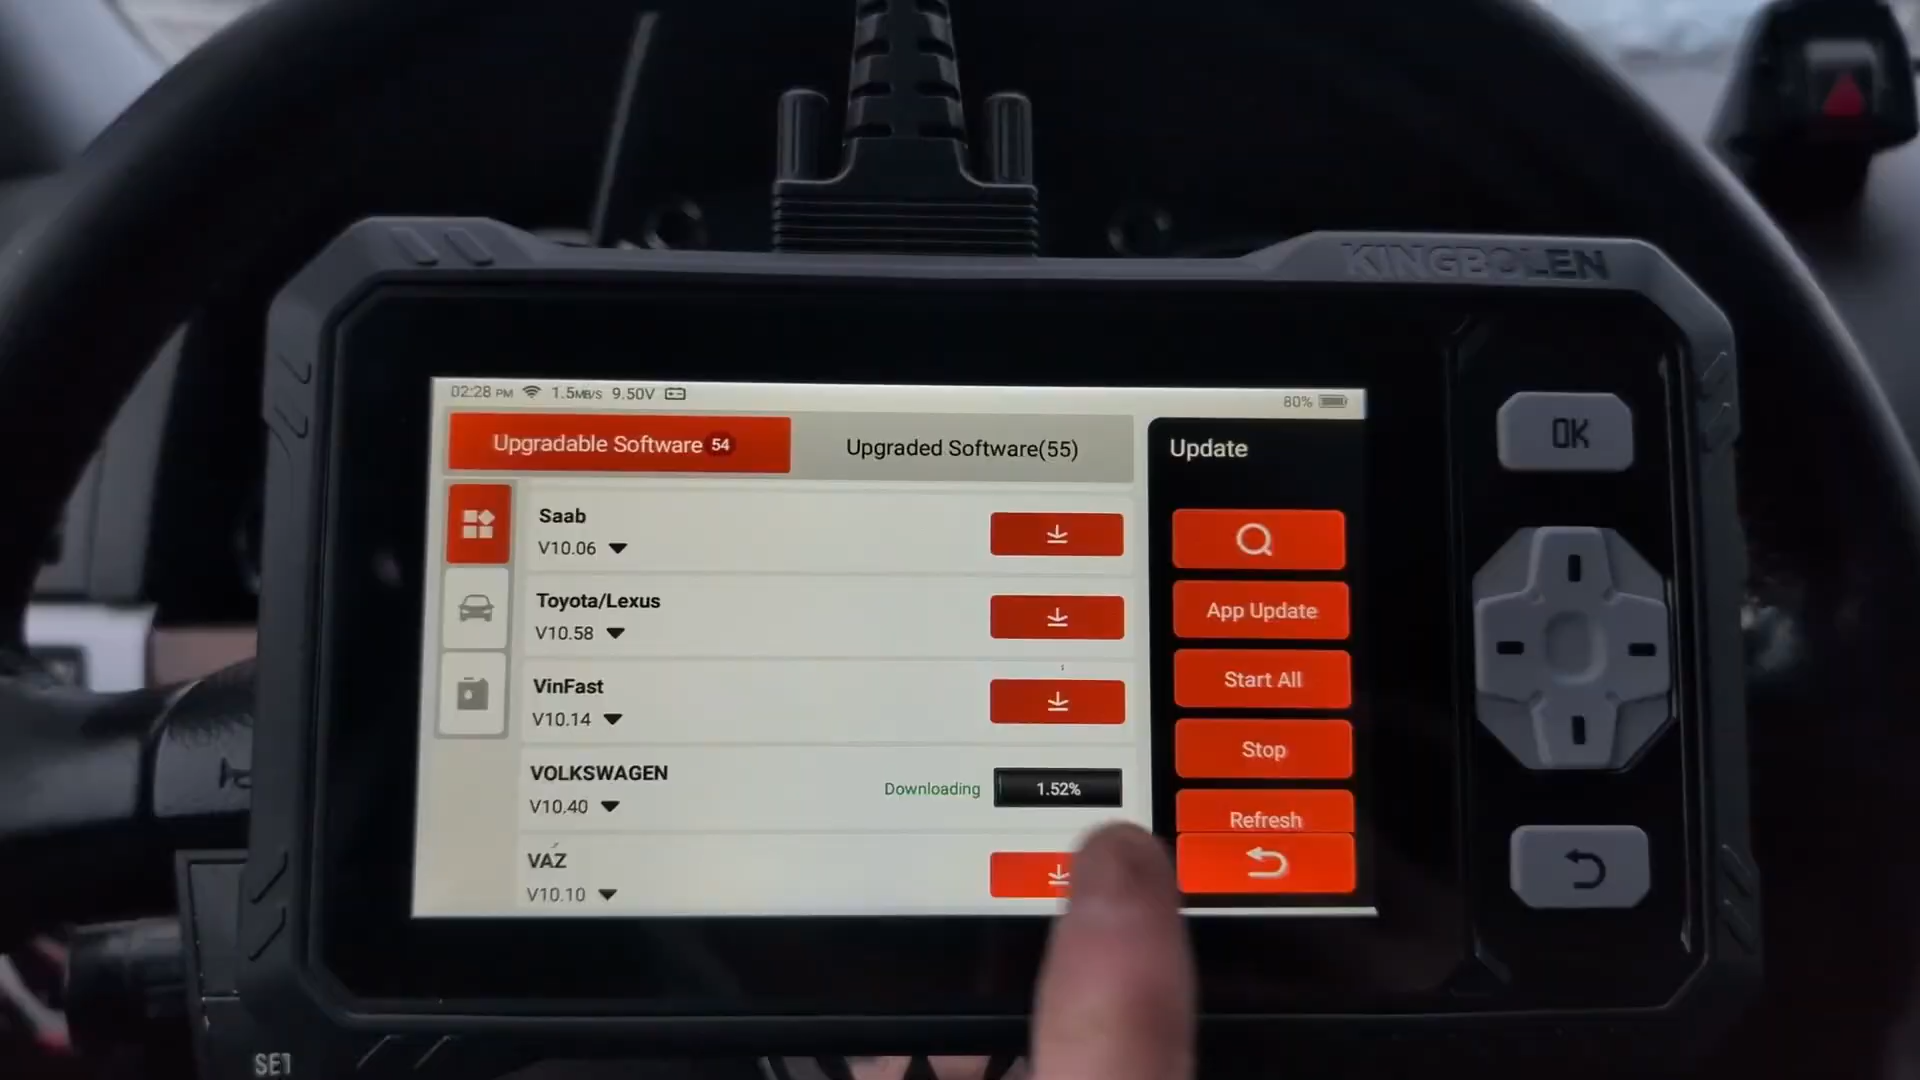 KINGBOLEN
02:28 PM 1.5MB/S 9.50V
80%
Upgradable Software 54
Upgraded Software(55)
Update
Saab
V10.06
Toyota/Lexus
V10.58
VinFast
V10.14
VOLKSWAGEN
V10.40
Downloading
1.52%
VAZ
V10.10
App Update
Start All
Stop
Refresh
OK
SET